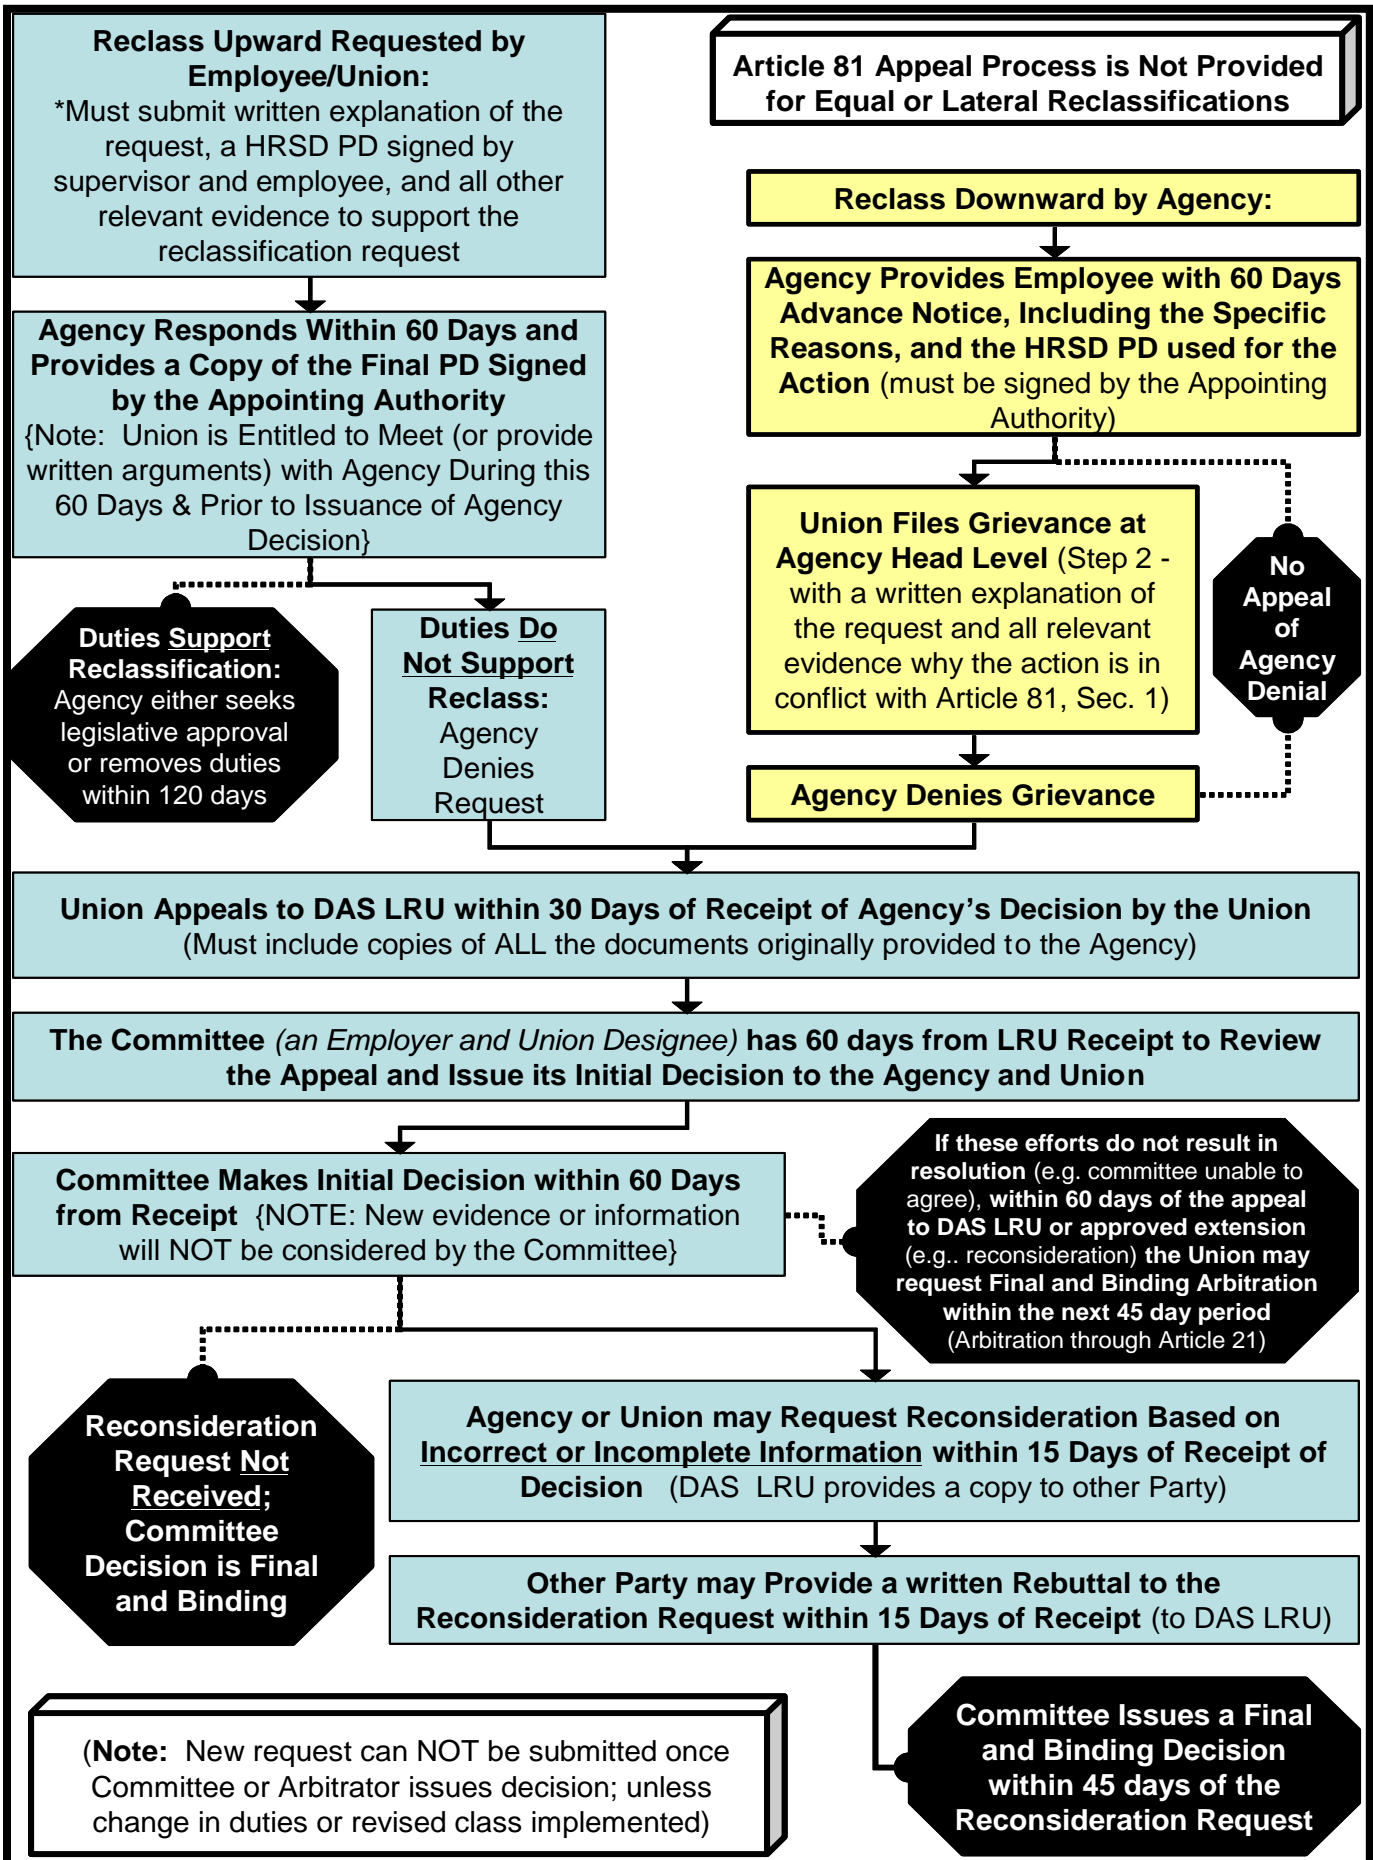 Reclass Upward Requested by
Employee/Union:
*Must submit written explanation of the
request, a HRSD PD signed by
supervisor and employee, and all other
relevant evidence to support the
reclassification request
Article 81 Appeal Process is Not Provided
for Equal or Lateral Reclassifications
Reclass Downward by Agency:
Agency Provides Employee with 60 Days
Advance Notice, Including the Specific
Reasons, and the HRSD PD used for the
Action (must be signed by the Appointing
Authority)
Agency Responds Within 60 Days and
Provides a Copy of the Final PD Signed
by the Appointing Authority
{Note:  Union is Entitled to Meet (or provide
written arguments) with Agency During this
60 Days & Prior to Issuance of Agency
Decision}
Union Files Grievance at
Agency Head Level (Step 2 -
with a written explanation of
the request and all relevant
evidence why the action is in
conflict with Article 81, Sec. 1)
No
Appeal
of
Agency
Denial
Duties Support
Reclassification:
Agency either seeks
legislative approval
or removes duties
within 120 days
Duties Do
Not Support
Reclass:
Agency
Denies
Request
Agency Denies Grievance
Union Appeals to DAS LRU within 30 Days of Receipt of Agency's Decision by the Union
(Must include copies of ALL the documents originally provided to the Agency)
The Committee (an Employer and Union Designee) has 60 days from LRU Receipt to Review
the Appeal and Issue its Initial Decision to the Agency and Union
Committee Makes Initial Decision within 60 Days
from Receipt  {NOTE: New evidence or information
will NOT be considered by the Committee}
If these efforts do not result in
resolution (e.g. committee unable to
agree), within 60 days of the appeal
to DAS LRU or approved extension
(e.g.. reconsideration) the Union may
request Final and Binding Arbitration
within the next 45 day period
(Arbitration through Article 21)
Reconsideration
Request Not
Received;
Committee
Decision is Final
and Binding
Agency or Union may Request Reconsideration Based on
Incorrect or Incomplete Information within 15 Days of Receipt of
Decision   (DAS  LRU provides a copy to other Party)
Other Party may Provide a written Rebuttal to the
Reconsideration Request within 15 Days of Receipt (to DAS LRU)
(Note:  New request can NOT be submitted once
Committee or Arbitrator issues decision; unless
change in duties or revised class implemented)
Committee Issues a Final
and Binding Decision
within 45 days of the
Reconsideration Request